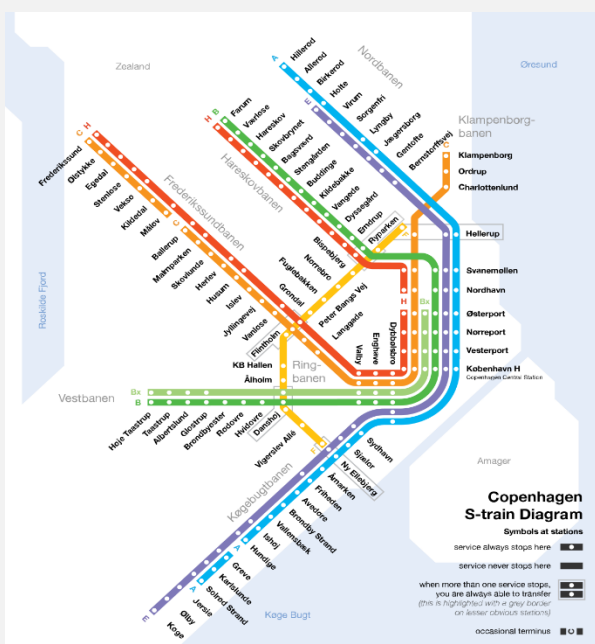 Zealand
Øresund
Nordbanen
Klampenborg-
banen
Hareskovbanen
Frederikssundbanen
Ring-
banen
Vestbanen
Køgebugtbanen
Roskilde Fjord
Køge Bugt
Amager
A
Hillerød
Allerød
Birkerød
Holte
Virum
Sorgenfri
Lyngby
Jægersborg
Gentofte
Bernstorffsvej
E
C
Klampenborg
Ordrup
Charlottenlund
Hellerup
Svanemøllen
Nordhavn
Østerport
Nørreport
Vesterport
København H
Copenhagen Central Station
H
B
Farum
Værløse
Hareskov
Skovbrynet
Bagsværd
Stengården
Buddinge
Kildebakke
Vangede
Dyssegård
Emdrup
Ryparken
F
Bispebjerg
Nørrebro
Fuglebakken
Grøndal
Flintholm
KB Hallen
Ålholm
Danshøj
Vigerslev Allé
F
Ny Ellebjerg
C
H
Frederikssund
Ølstykke
Egedal
Stenløse
Veksø
Kildedal
Måløv
C
Ballerup
Malmparken
Skovlunde
Herlev
Husum
Islev
Jyllingevej
Vanløse
Peter Bangs Vej
Langgade
Valby
Enghave
Dybbølsbro
H
Bx
Bx
B
Høje Taastrup
Taastrup
Albertslund
Glostrup
Brøndbyøster
Rødovre
Hvidovre
Sydhavn
Sjælør
Åmarken
Friheden
Avedøre
Brøndby Strand
Vallensbæk
Ishøj
Hundige
A
Greve
Karlslunde
Solrød Strand
A
Jersie
Ølby
Køge
E
Copenhagen
S-train Diagram
Symbols at stations
service always stops here
service never stops here
when more than one service stops,
you are always able to transfer
(this is highlighted with a grey border
on lesser obvious stations)
occasional terminus